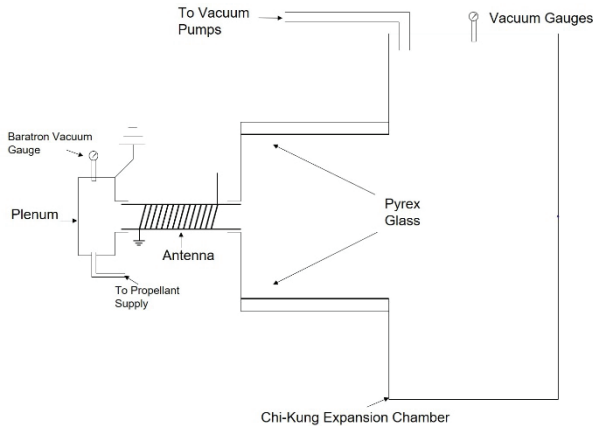 To Vacuum
Pumps
Vacuum Gauges
Baratron Vacuum
Gauge
Plenum
Pyrex
Glass
Antenna
To Propellant
Supply
Chi-Kung Expansion Chamber